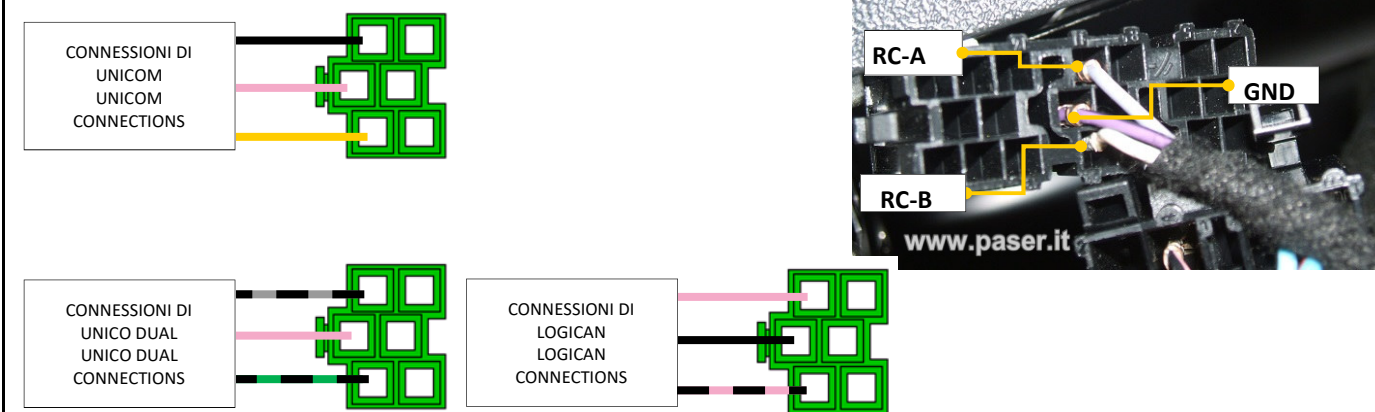 CONNESSIONI DI
UNICOM
UNICOM
CONNECTIONS
RC-A
GND
RC-B
www.paser.it
CONNESSIONI DI
UNICO DUAL
UNICO DUAL
CONNECTIONS
CONNESSIONI DI
LOGICAN
LOGICAN
CONNECTIONS